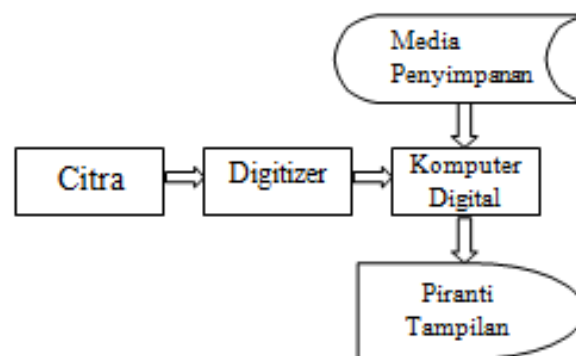 Media
Penyimpanan
Citra
Digitizer
Komputer
Digital
Piranti
Tampilan